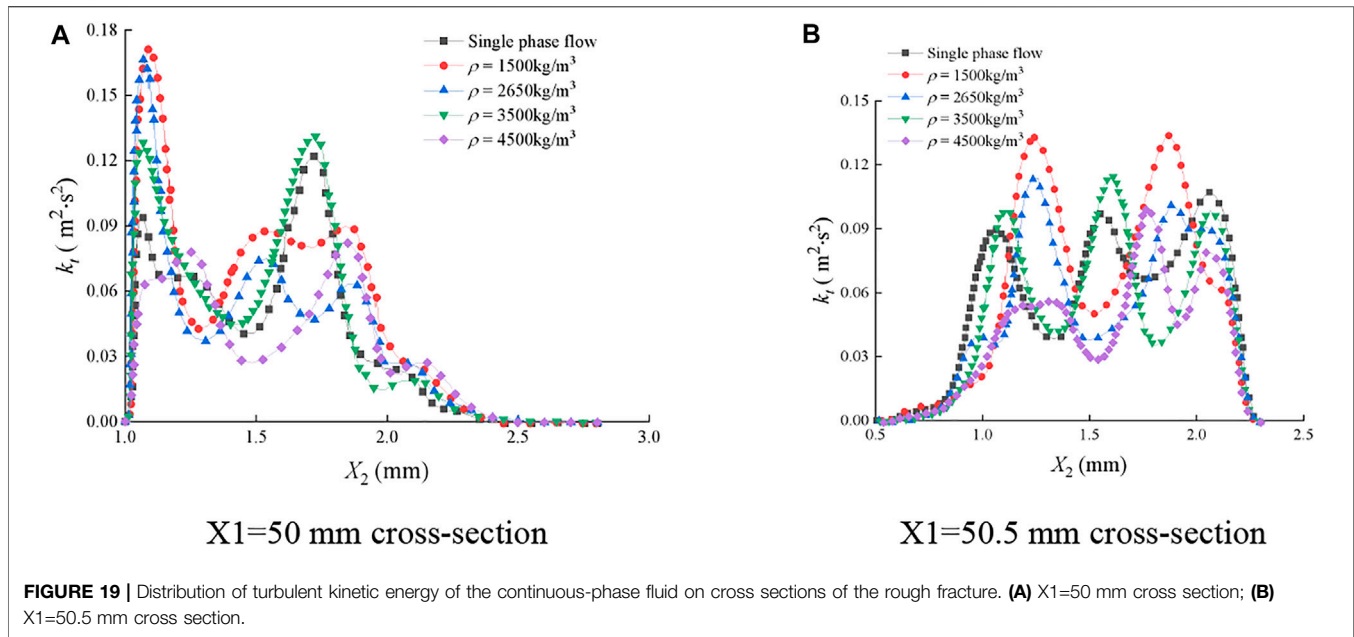 A
0.18
0.15
0.12
0.09
0.06
0.03
0.00
1.0 1.5 2.0 2.5 3.0
k_t ( m²·s²)
X₂ (mm)
Single phase flow
ρ = 1500kg/m³
ρ = 2650kg/m³
ρ = 3500kg/m³
ρ = 4500kg/m³
X1=50 mm cross-section
B
0.15
0.12
0.09
0.06
0.03
0.00
0.5 1.0 1.5 2.0 2.5
k_t ( m²·s²)
X₂ (mm)
Single phase flow
ρ = 1500kg/m³
ρ = 2650kg/m³
ρ = 3500kg/m³
ρ = 4500kg/m³
X1=50.5 mm cross-section
FIGURE 19 | Distribution of turbulent kinetic energy of the continuous-phase fluid on cross sections of the rough fracture. (A) X1=50 mm cross section; (B)
X1=50.5 mm cross section.